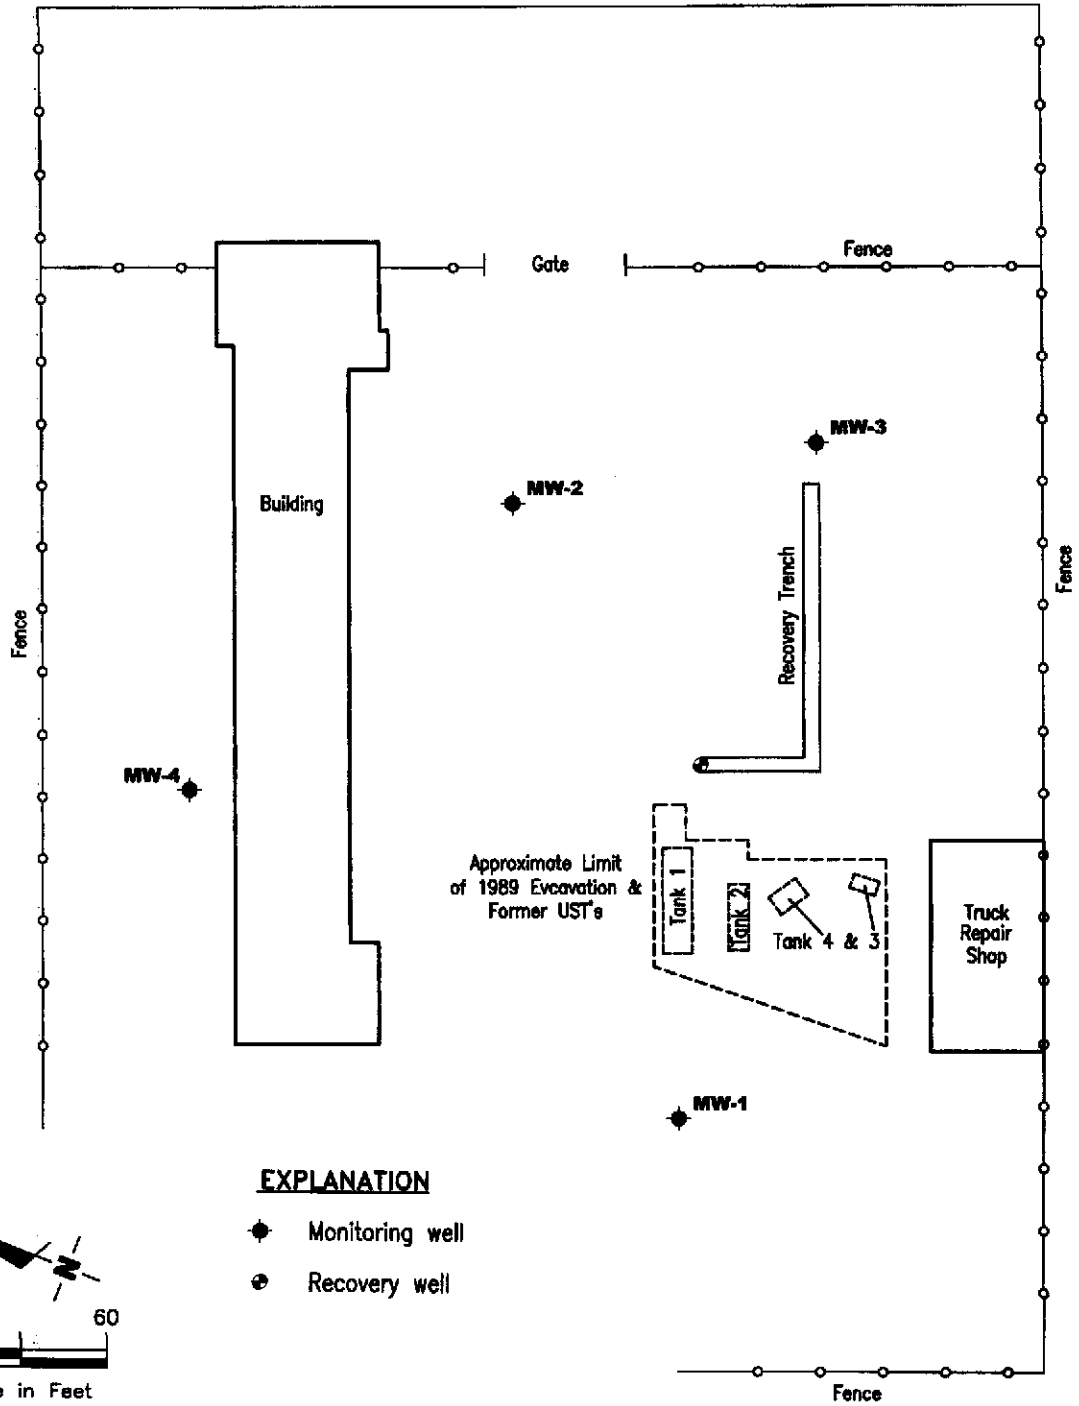 Gate
Fence
MW-3
MW-2
Building
Recovery Trench
Fence
Fence
MW-4
Approximate Limit
of 1989 Excavation &
Former UST's
Tank 1
Tank 2
Tank 4 & 3
Truck
Repair
Shop
MW-1
EXPLANATION
Monitoring well
Recovery well
N
60
in Feet
Fence